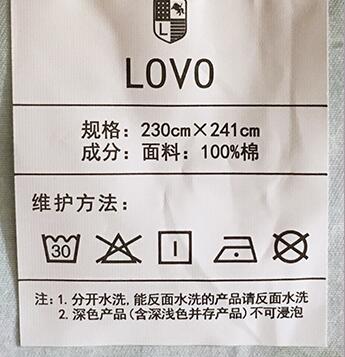 L
LOVO
规格：230cm×241cm
成分：面料：100%棉
维护方法：
30
注：1.分开水洗，能反面水洗的产品请反面水洗
2.深色产品（含深浅色并存产品）不可浸泡